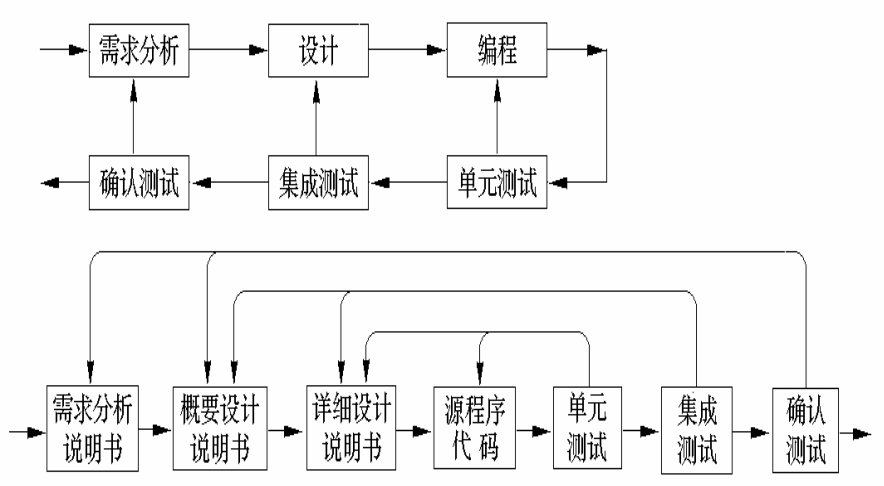 需求分析
设计
编程
确认测试
集成测试
单元测试
需求分析
说明书
概要设计
说明书
详细设计
说明书
源程序
代 码
单元
测试
集成
测试
确认
测试